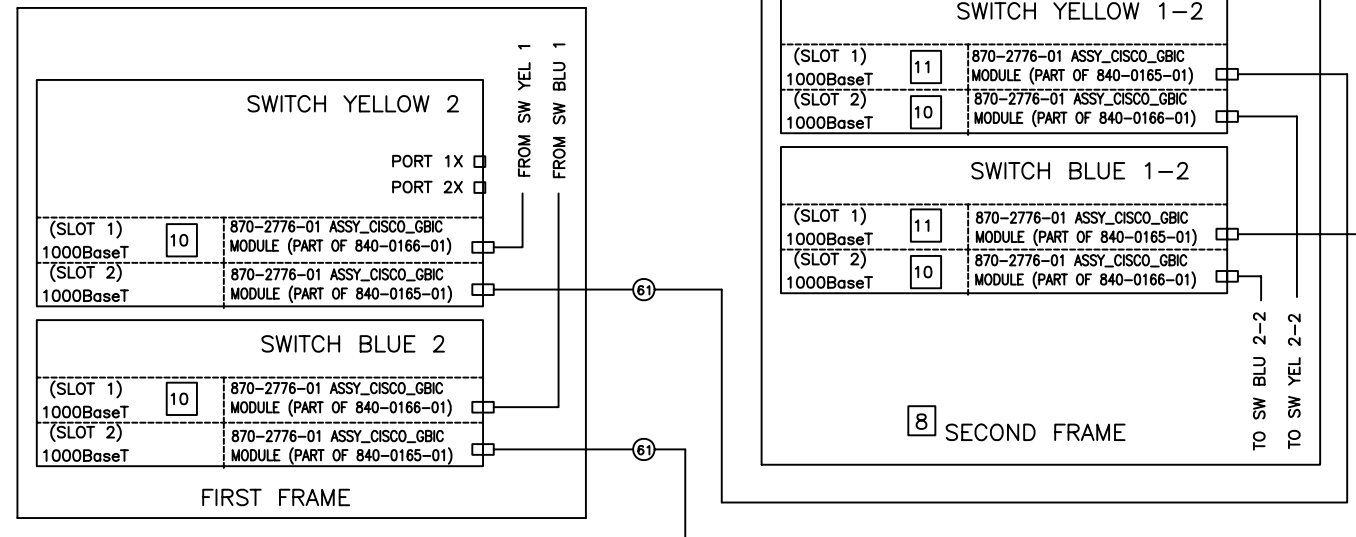 SWITCH YELLOW 2
PORT 1X
PORT 2X
FROM SW YEL 1
FROM SW BLU 1
(SLOT 1)
1000BaseT
10
870-2776-01 ASSY_CISCO_GBIC
MODULE (PART OF 840-0166-01)
(SLOT 2)
1000BaseT
870-2776-01 ASSY_CISCO_GBIC
MODULE (PART OF 840-0165-01)
61
SWITCH BLUE 2
(SLOT 1)
1000BaseT
10
870-2776-01 ASSY_CISCO_GBIC
MODULE (PART OF 840-0166-01)
(SLOT 2)
1000BaseT
870-2776-01 ASSY_CISCO_GBIC
MODULE (PART OF 840-0165-01)
61
FIRST FRAME
SWITCH YELLOW 1-2
(SLOT 1)
1000BaseT
11
870-2776-01 ASSY_CISCO_GBIC
MODULE (PART OF 840-0165-01)
(SLOT 2)
1000BaseT
10
870-2776-01 ASSY_CISCO_GBIC
MODULE (PART OF 840-0166-01)
SWITCH BLUE 1-2
(SLOT 1)
1000BaseT
11
870-2776-01 ASSY_CISCO_GBIC
MODULE (PART OF 840-0165-01)
(SLOT 2)
1000BaseT
10
870-2776-01 ASSY_CISCO_GBIC
MODULE (PART OF 840-0166-01)
TO SW BLU 2-2
TO SW YEL 2-2
8
SECOND FRAME